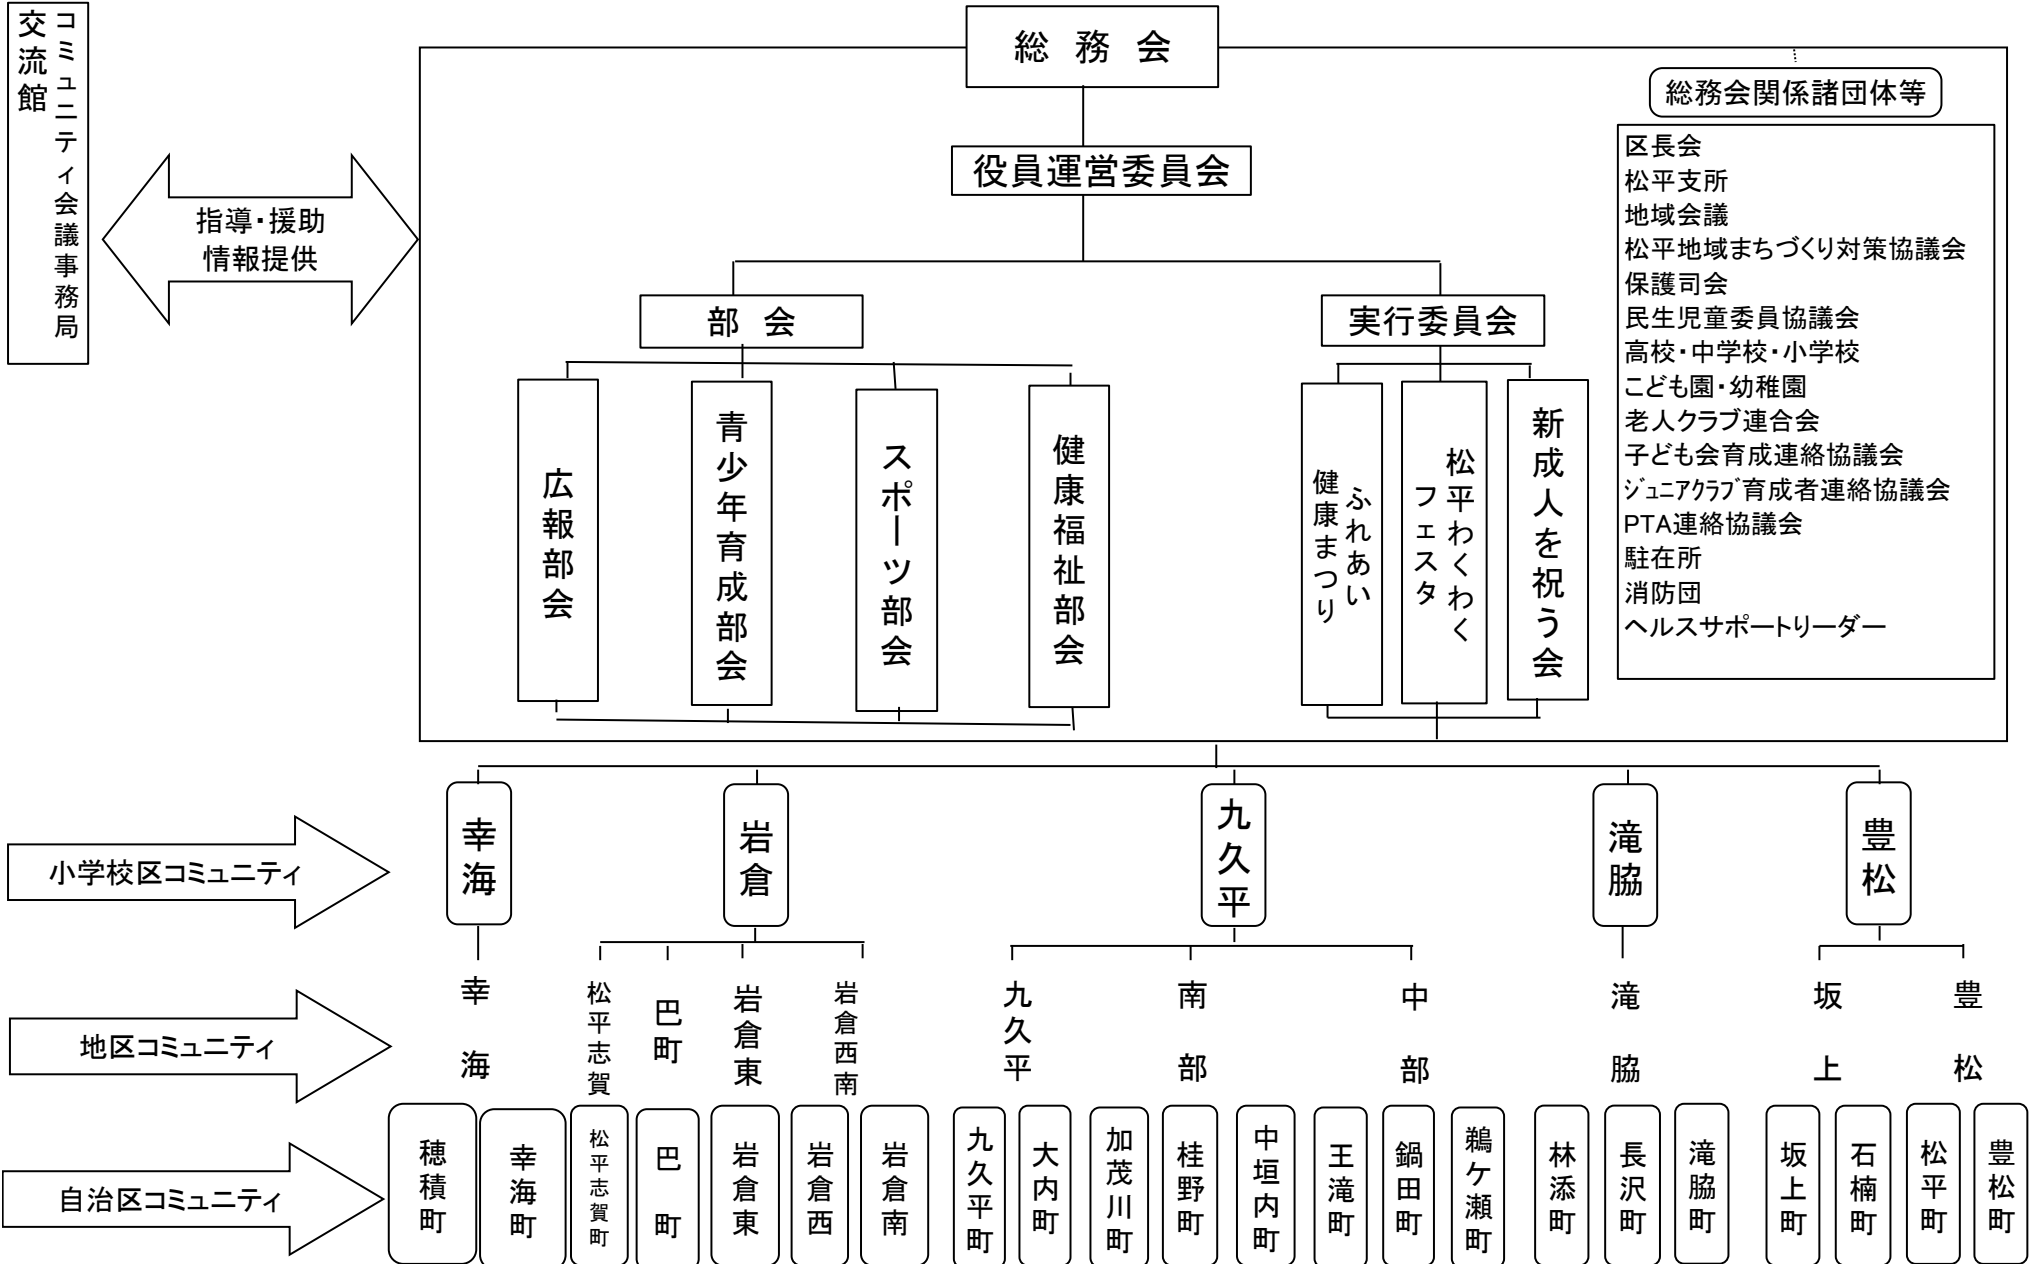 コミュニティ会議事務局
交流館
指導・援助
情報提供
総 務 会
役員運営委員会
部 会
実行委員会
広報部会
青少年育成部会
スポーツ部会
健康福祉部会
ふれあい
健康まつり
松平わくわく
フェスタ
新成人を祝う会
総務会関係諸団体等
区長会
松平支所
地域会議
松平地域まちづくり対策協議会
保護司会
民生児童委員協議会
高校・中学校・小学校
こども園・幼稚園
老人クラブ連合会
子ども会育成連絡協議会
ジュニアクラブ育成者連絡協議会
PTA連絡協議会
駐在所
消防団
ヘルスサポートリーダー
小学校区コミュニティ
幸海
岩倉
九久平
滝脇
豊松
地区コミュニティ
幸海
松平志賀
巴町
岩倉東
岩倉西南
九久平
南部
中部
滝脇
坂上
豊松
自治区コミュニティ
穂積町
幸海町
松平志賀町
巴町
岩倉東
岩倉西
岩倉南
九久平町
大内町
加茂川町
桂野町
中垣内町
王滝町
鍋田町
鵜ケ瀬町
林添町
長沢町
滝脇町
坂上町
石楠町
松平町
豊松町